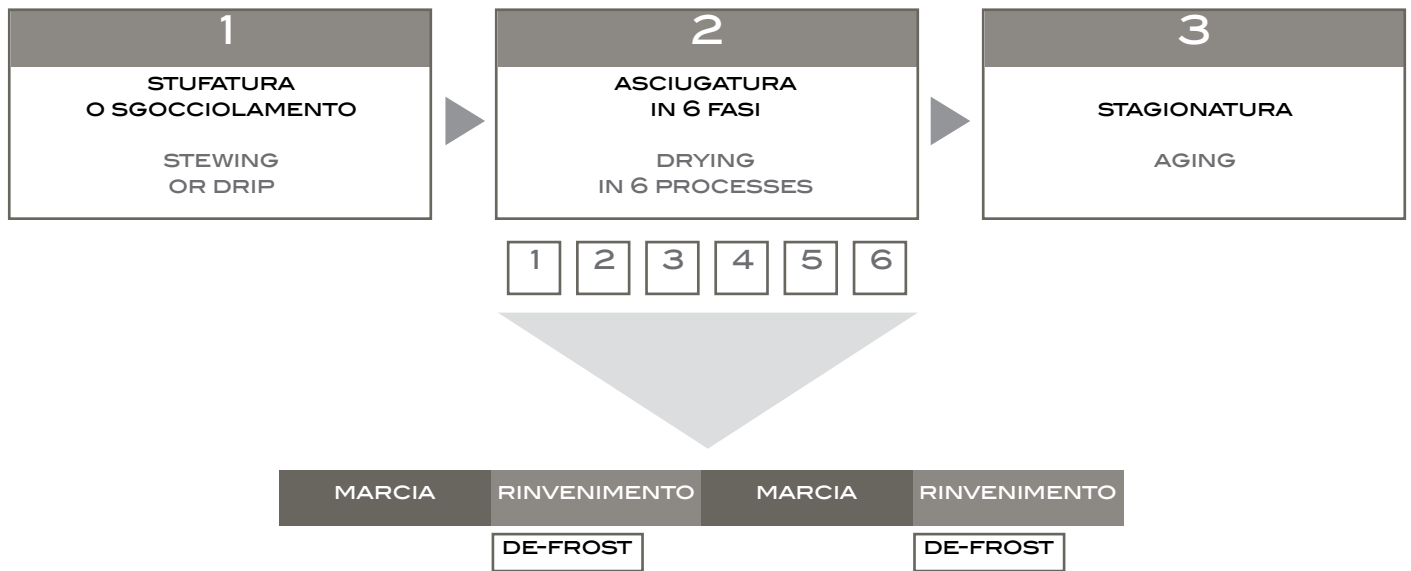 1
STUFATURA
O SGOCCIOLAMENTO
STEWING
OR DRIP
2
ASCIUGATURA
IN 6 FASI
DRYING
IN 6 PROCESSES
3
STAGIONATURA
AGING
1 2 3 4 5 6
MARCIA RINVENIMENTO MARCIA RINVENIMENTO
DE-FROST DE-FROST